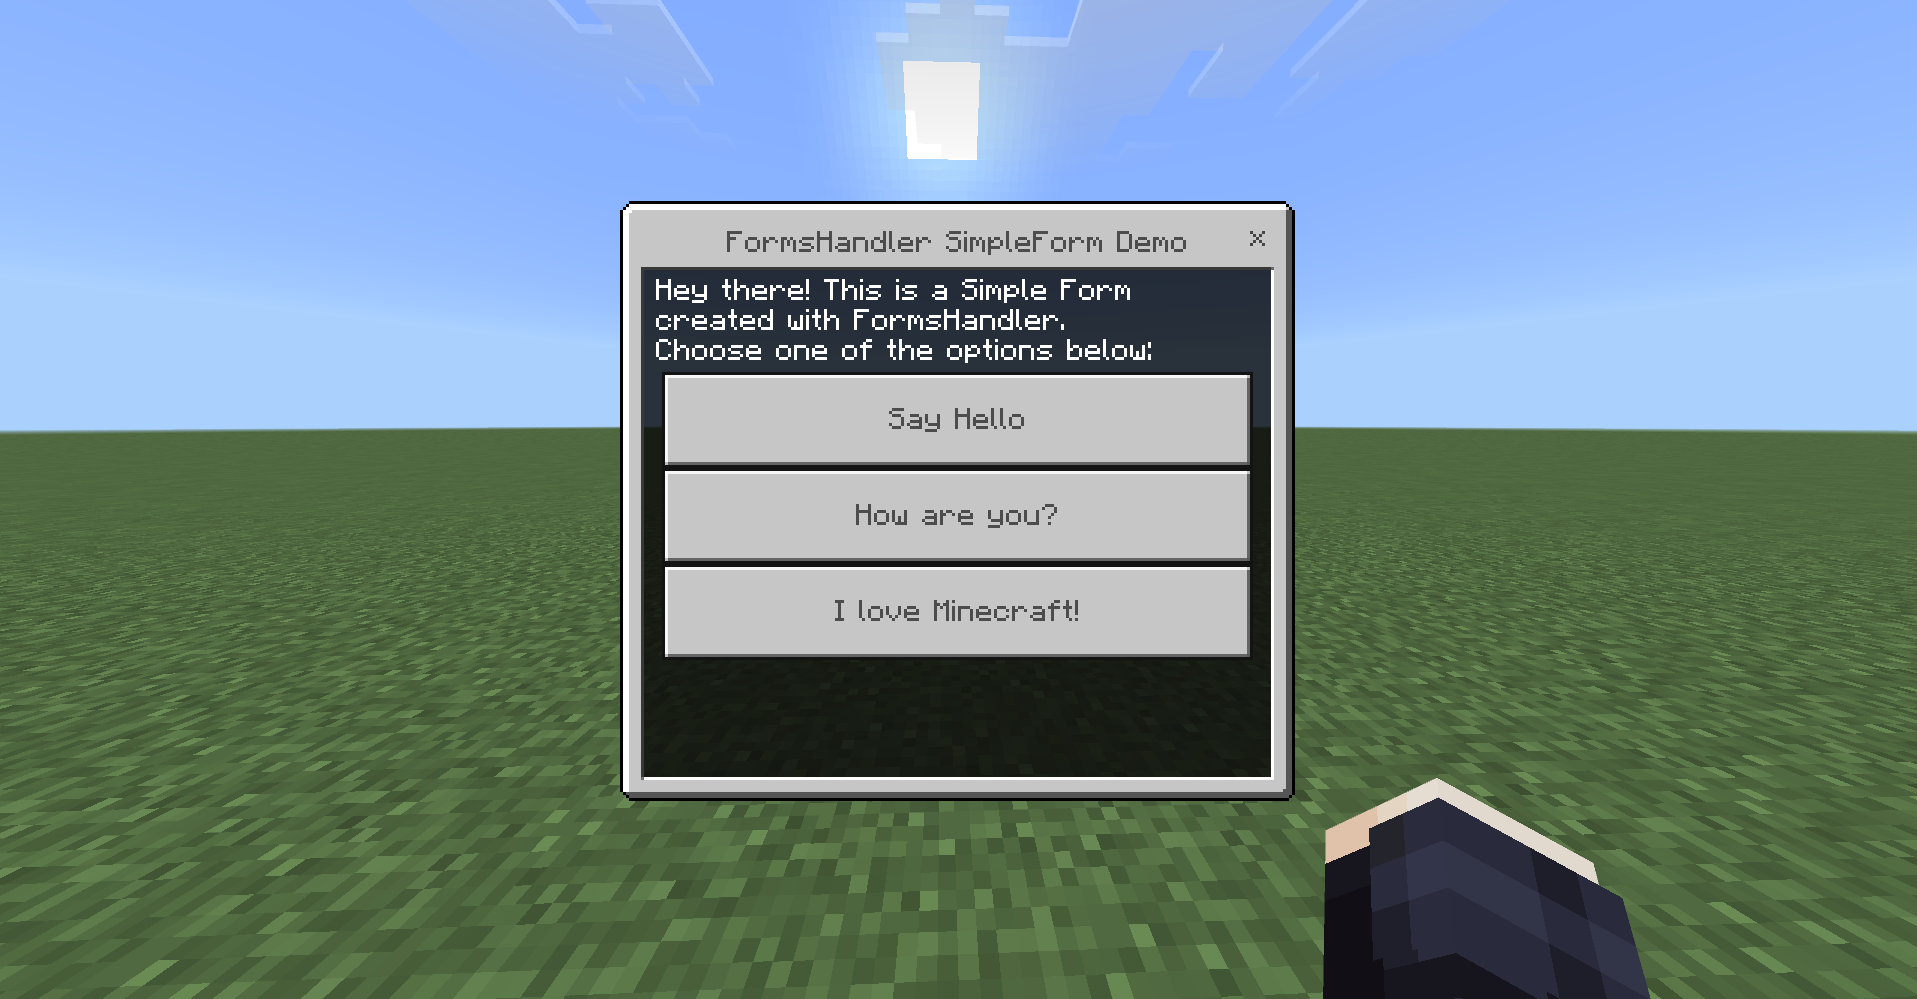 FormsHandler SimpleForm Demo
Hey there! This is a Simple Form
created with FormsHandler.
Choose one of the options below:
Say Hello
How are you?
I love Minecraft!